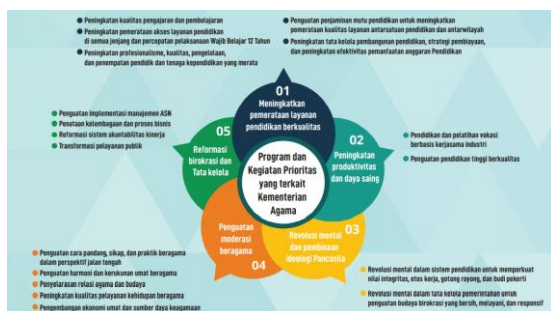 Peningkatan kualitas pengajaran dan pembelajaran
Peningkatan pemerataan akses layanan pendidikan
di semua jenjang dan percepatan pelaksanaan Wajib Belajar 12 Tahun
Peningkatan profesionalisme, kualitas, pengelolaan,
dan penempatan pendidik dan tenaga kependidikan yang merata
Penguatan penjaminan mutu pendidikan untuk meningkatkan
pemerataan kualitas layanan antarsatuan pendidikan dan antarwilayah
Peningkatan tata kelola pembangunan pendidikan, strategi pembiayaan,
dan peningkatan efektivitas pemanfaatan anggaran Pendidikan
01
Meningkatkan
pemerataan layanan
pendidikan berkualitas
Penguatan implementasi manajemen ASN
Penataan kelembagaan dan proses bisnis
Reformasi sistem akuntabilitas kinerja
Transformasi pelayanan publik
05
Reformasi
birokrasi dan
Tata kelola
Program dan
Kegiatan Prioritas
yang terkait
Kementerian
Agama
02
Peningkatan
produktivitas
dan daya saing
Pendidikan dan pelatihan vokasi
berbasis kerjasama industri
Penguatan pendidikan tinggi berkualitas
Penguatan
moderasi
beragama
04
Revolusi mental
dan pembinaan
ideologi Pancasila
03
Penguatan cara pandang, sikap, dan praktik beragama
dalam perspektif jalan tengah
Penguatan harmoni dan kerukunan umat beragama
Penyelarasan relasi agama dan budaya
Peningkatan kualitas pelayanan kehidupan beragama
Pengembangan ekonomi umat dan sumber daya keagamaan
Revolusi mental dalam sistem pendidikan untuk memperkuat
nilai integritas, etos kerja, gotong royong, dan budi pekerti
Revolusi mental dalam tata kelola pemerintahan untuk
penguatan budaya birokrasi yang bersih, melayani, dan responsif